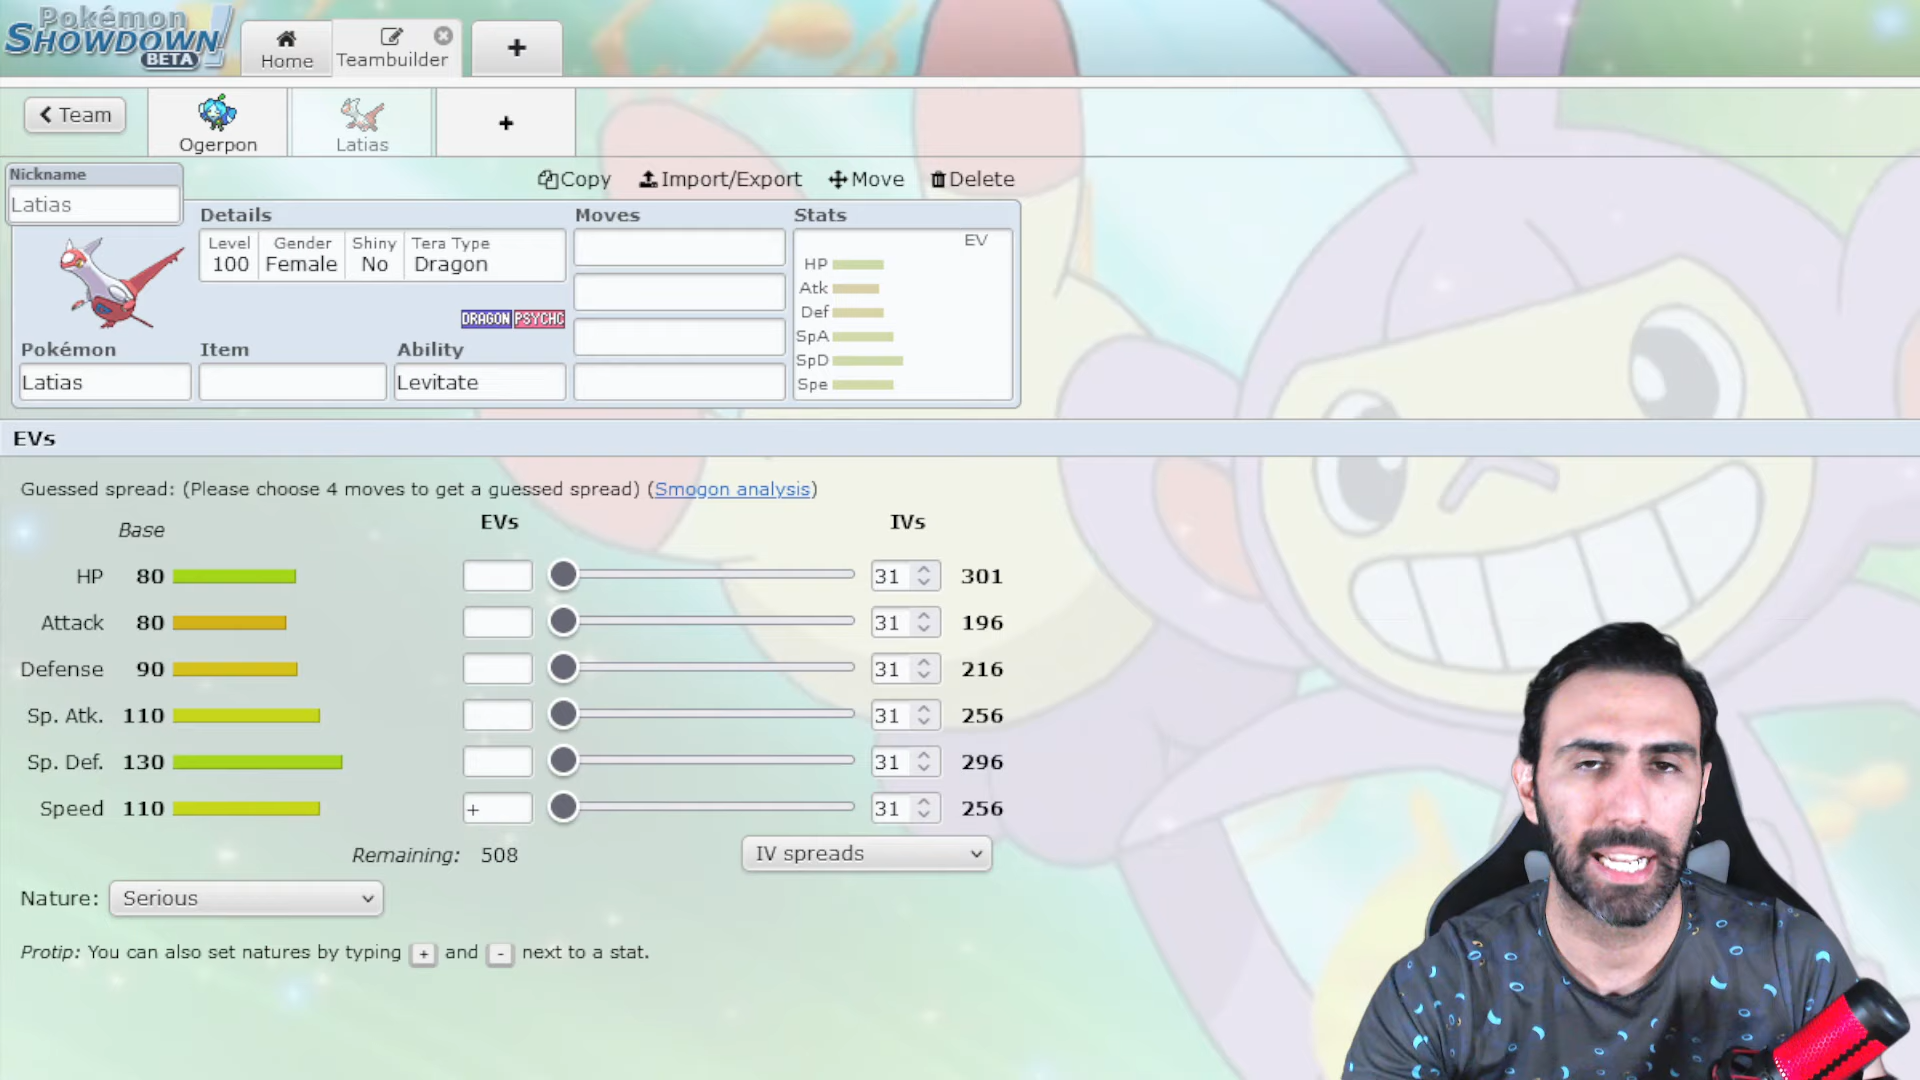 Pokémon
SHOWDOWN!
BETA
Home
Teambuilder
+
Team
Ogerpon
Latias
+
Nickname
Latias
Copy
Import/Export
Move
Delete
Details
Moves
Stats
Level
Gender
Shiny
Tera Type
100
Female
No
Dragon
EV
HP
Atk
Def
SpA
SpD
Spe
DRAGON PSYCHC
Pokémon
Item
Ability
Latias
Levitate
EVs
Guessed spread: (Please choose 4 moves to get a guessed spread) (Smogon analysis)
Base
EVs
IVs
HP 80 31 301
Attack 80 31 196
Defense 90 31 216
Sp. Atk. 110 31 256
Sp. Def. 130 31 296
Speed 110 + 31 256
Remaining: 508
IV spreads
Nature: Serious
Protip: You can also set natures by typing + and - next to a stat.